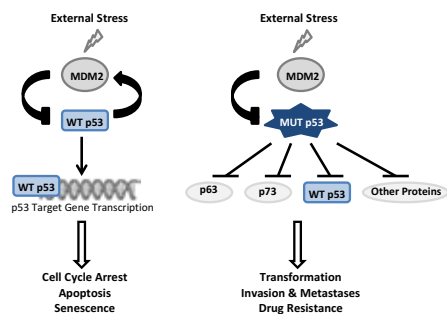 External Stress
MDM2
WT p53
WT p53
p53 Target Gene Transcription
Cell Cycle Arrest
Apoptosis
Senescence
External Stress
MDM2
MUT p53
p63
p73
WT p53
Other Proteins
Transformation
Invasion & Metastases
Drug Resistance